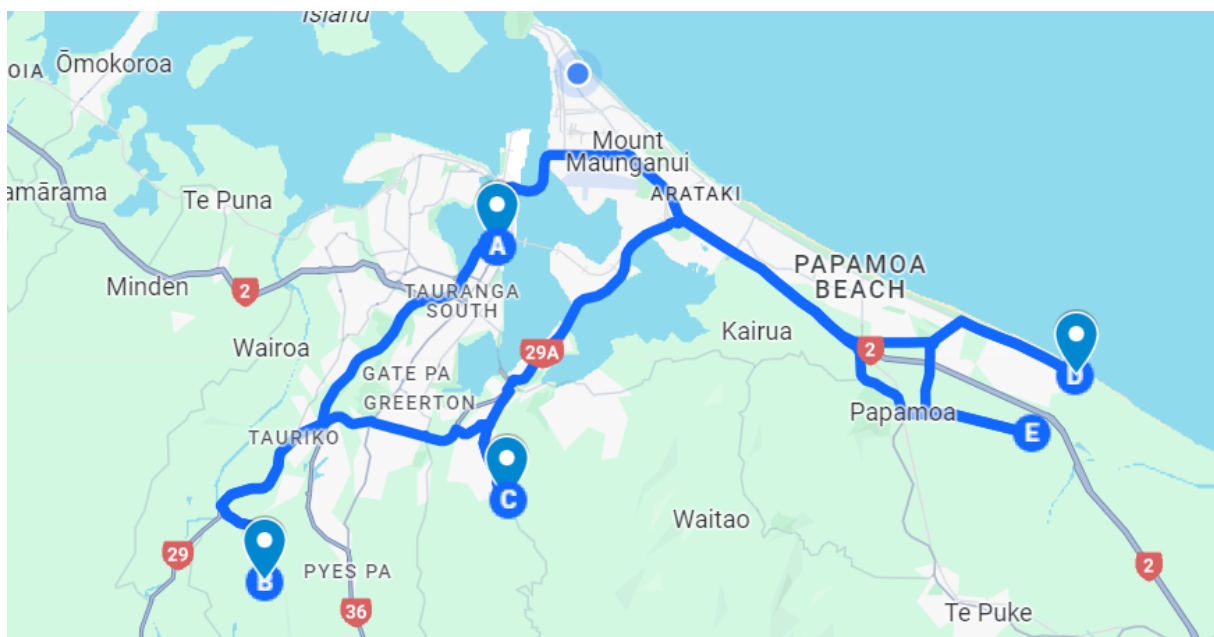 Island
OIA
Ōmokoroa
amārama
Te Puna
Minden
2
Wairoa
Mount
Maunganui
ARATAKI
A
TAURANGA
SOUTH
PAPAMOA
BEACH
Kairua
2
29A
GATE PA
GREERTON
TAURIKO
D
Papamoa
E
C
Waitao
29
B
PYES PA
36
2
Te Puke